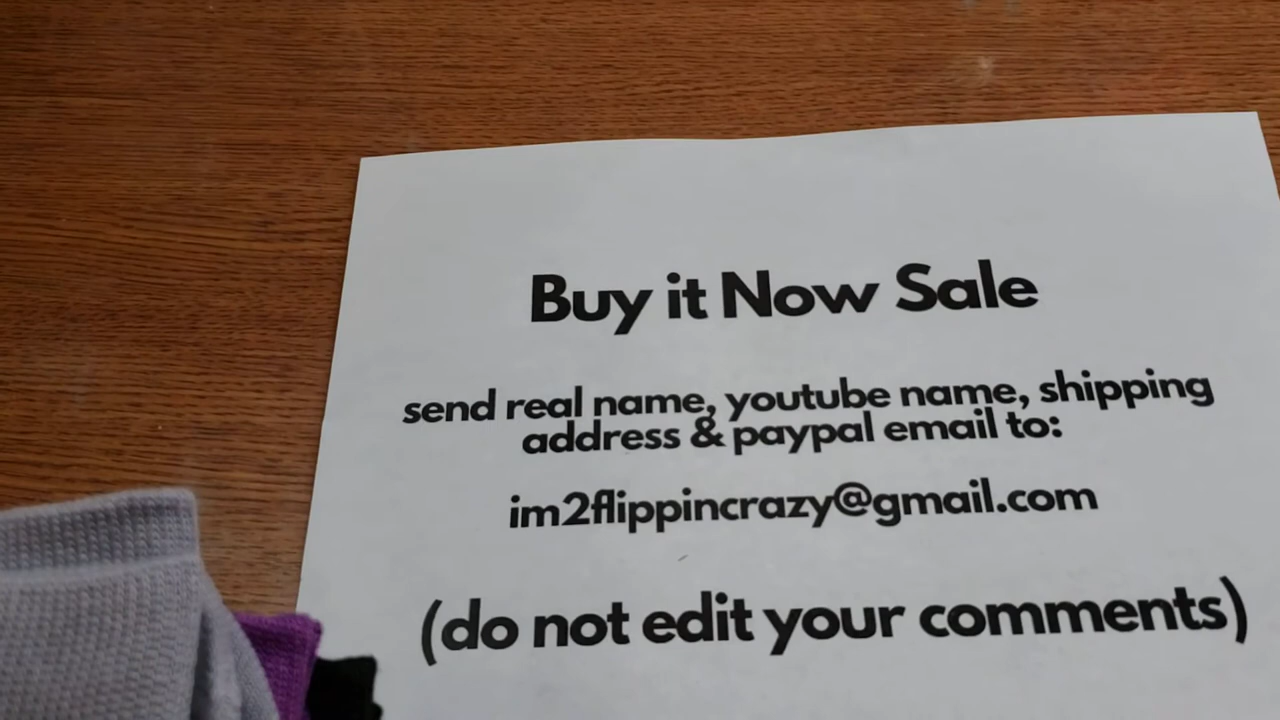 Buy it Now Sale
send real name, youtube name, shipping
address & paypal email to:
im2flippincrazy@gmail.com
(do not edit your comments)